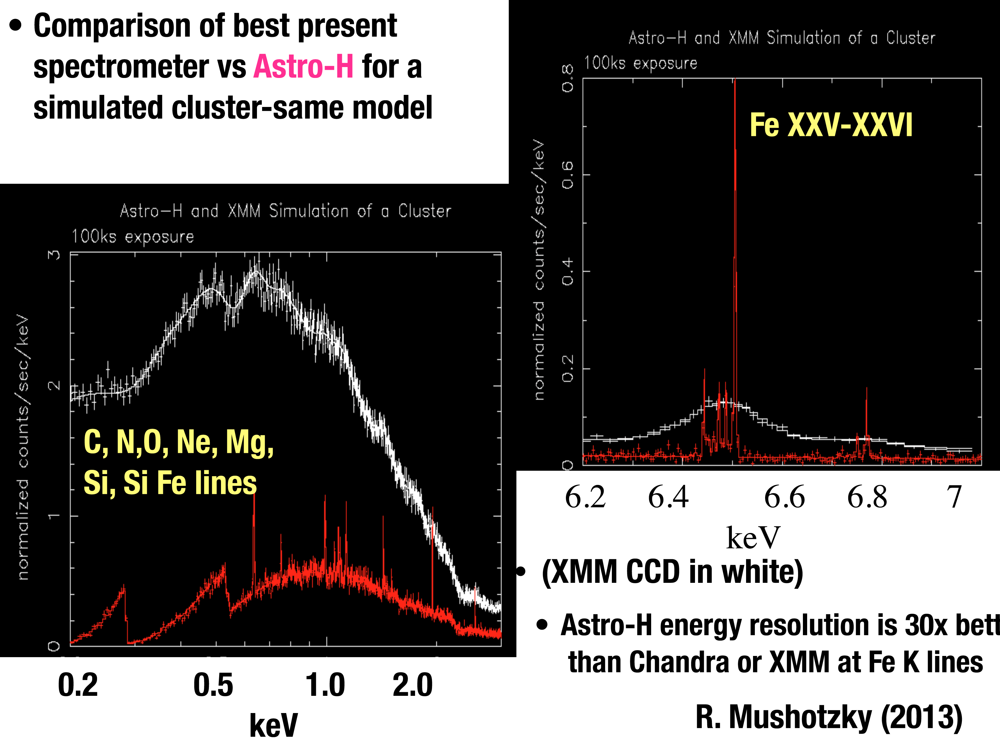 • Comparison of best present
spectrometer vs Astro-H for a
simulated cluster-same model
Astro-H and XMM Simulation of a Cluster
100ks exposure
normalized counts/sec/keV
3
2
1
0
C, N,O, Ne, Mg,
Si, Si Fe lines
0.2 0.5 1.0 2.0
keV
Astro-H and XMM Simulation of a Cluster
100ks exposure
normalized counts/sec/keV
0.8
0.6
0.4
0.2
0
Fe XXV-XXVI
6.2 6.4 6.6 6.8 7
keV
• (XMM CCD in white)
• Astro-H energy resolution is 30x bett
than Chandra or XMM at Fe K lines
R. Mushotzky (2013)